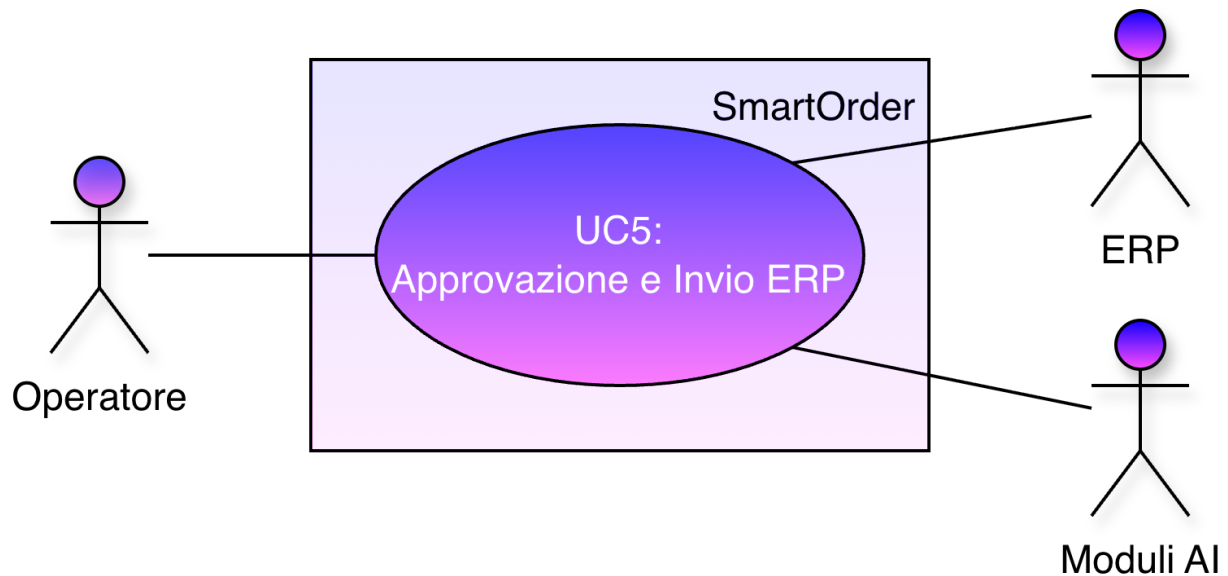 SmartOrder
UC5:
Approvazione e Invio ERP
Operatore
ERP
Moduli AI